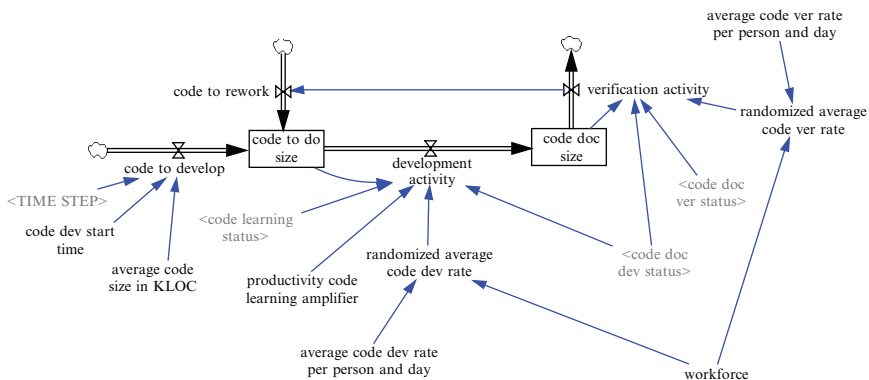 average code ver rate
per person and day
code to rework
verification activity
randomized average
code ver rate
code to do
size
code doc
size
code to develop
development
activity
<TIME STEP>
<code learning
status>
<code doc
ver status>
code dev start
time
randomized average
code dev rate
<code doc
dev status>
average code
size in KLOC
productivity code
learning amplifier
average code dev rate
per person and day
workforce